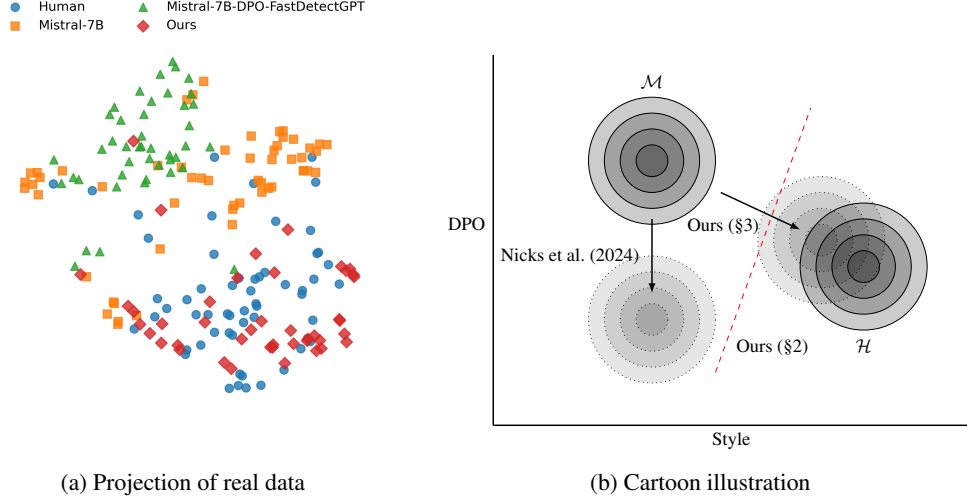 Human
Mistral-7B
Mistral-7B-DPO-FastDetectGPT
Ours
(a) Projection of real data
ℳ
DPO
Ours (§3)
Nicks et al. (2024)
Ours (§2)
ℋ
Style
(b) Cartoon illustration